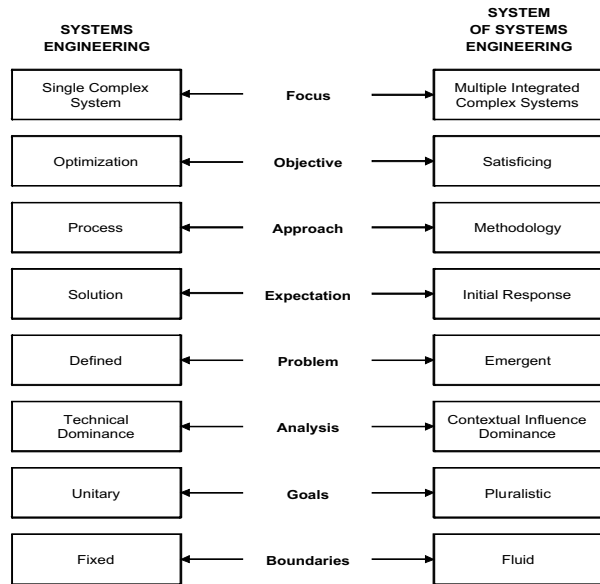 SYSTEMS
ENGINEERING
SYSTEM
OF SYSTEMS
ENGINEERING
Single Complex
System
Focus
Multiple Integrated
Complex Systems
Optimization
Objective
Satisficing
Process
Approach
Methodology
Solution
Expectation
Initial Response
Defined
Problem
Emergent
Technical
Dominance
Analysis
Contextual Influence
Dominance
Unitary
Goals
Pluralistic
Fixed
Boundaries
Fluid